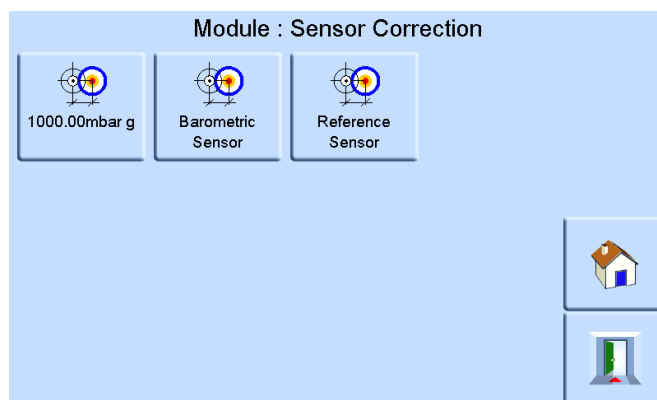 Module : Sensor Correction
1000.00mbar g
Barometric
Sensor
Reference
Sensor